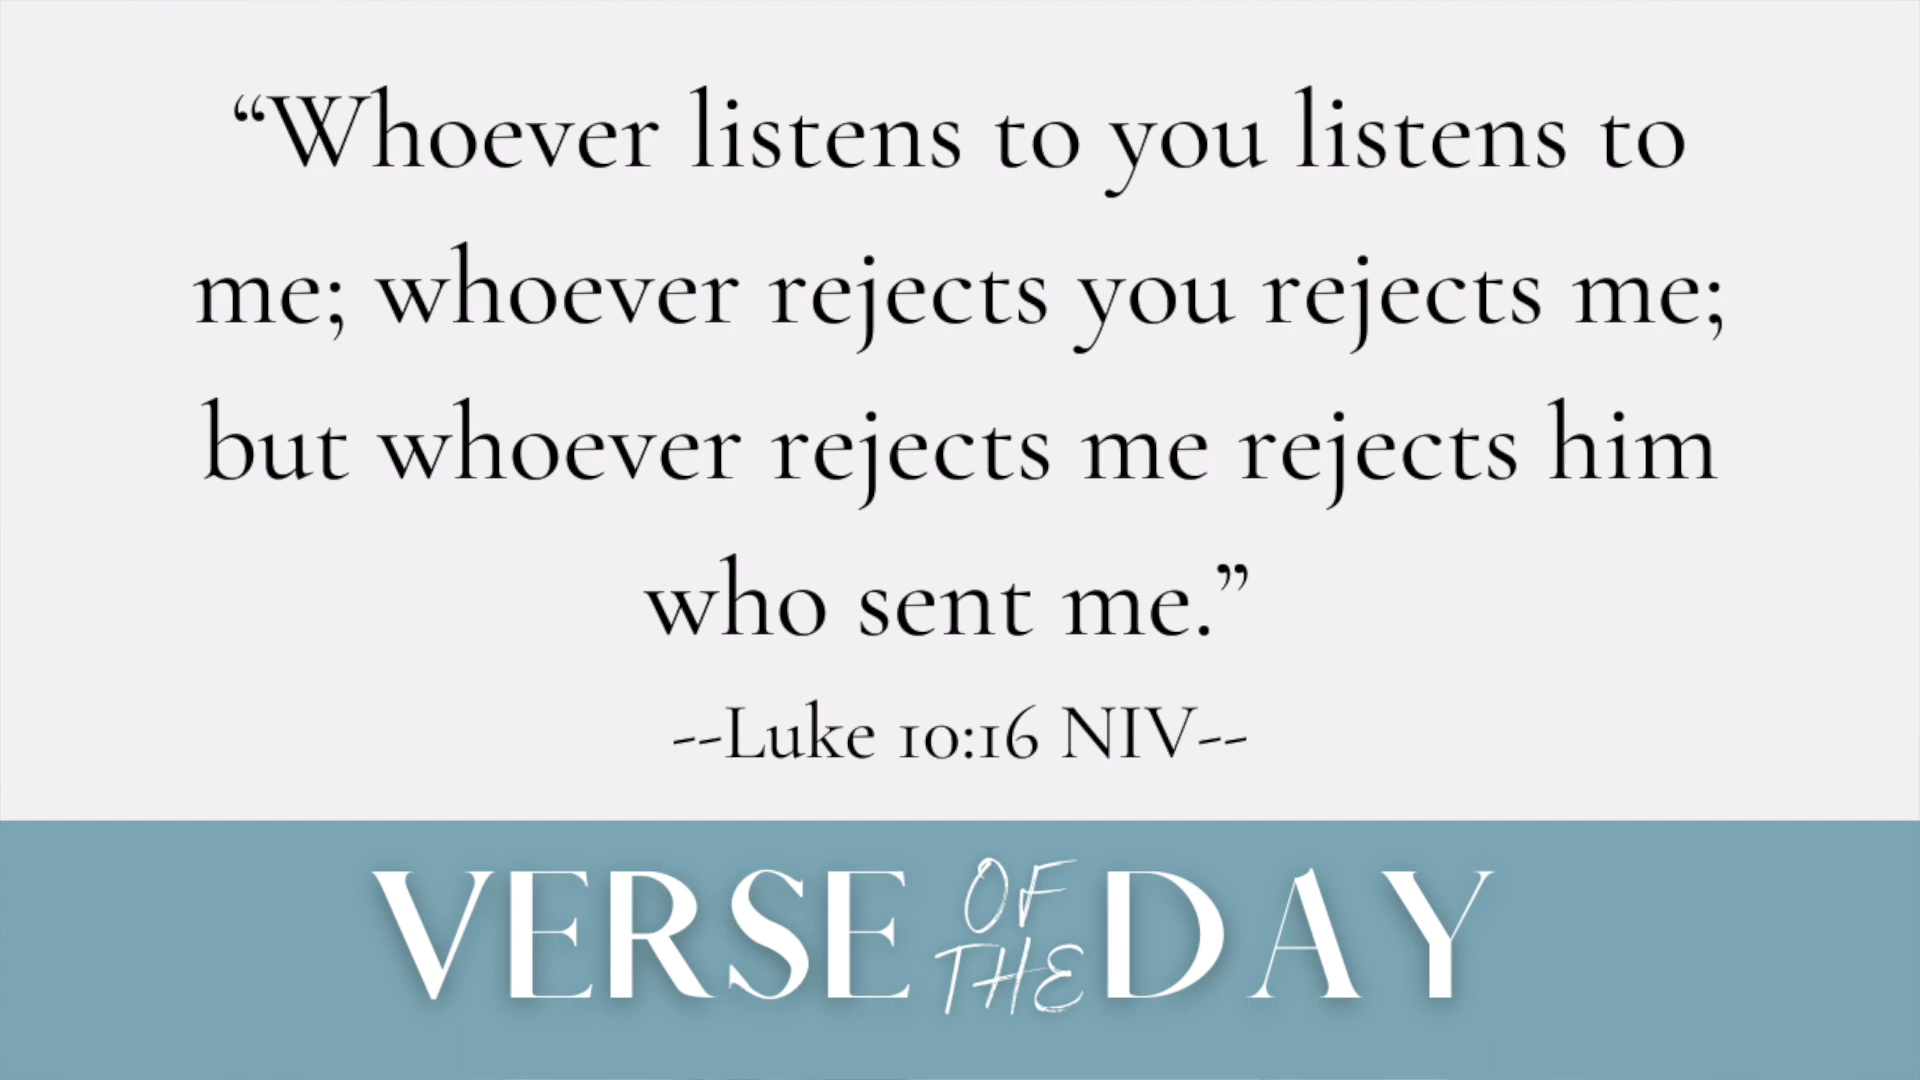 “Whoever listens to you listens to
me; whoever rejects you rejects me;
but whoever rejects me rejects him
who sent me.”
--Luke 10:16 NIV--
VERSE OF THE DAY